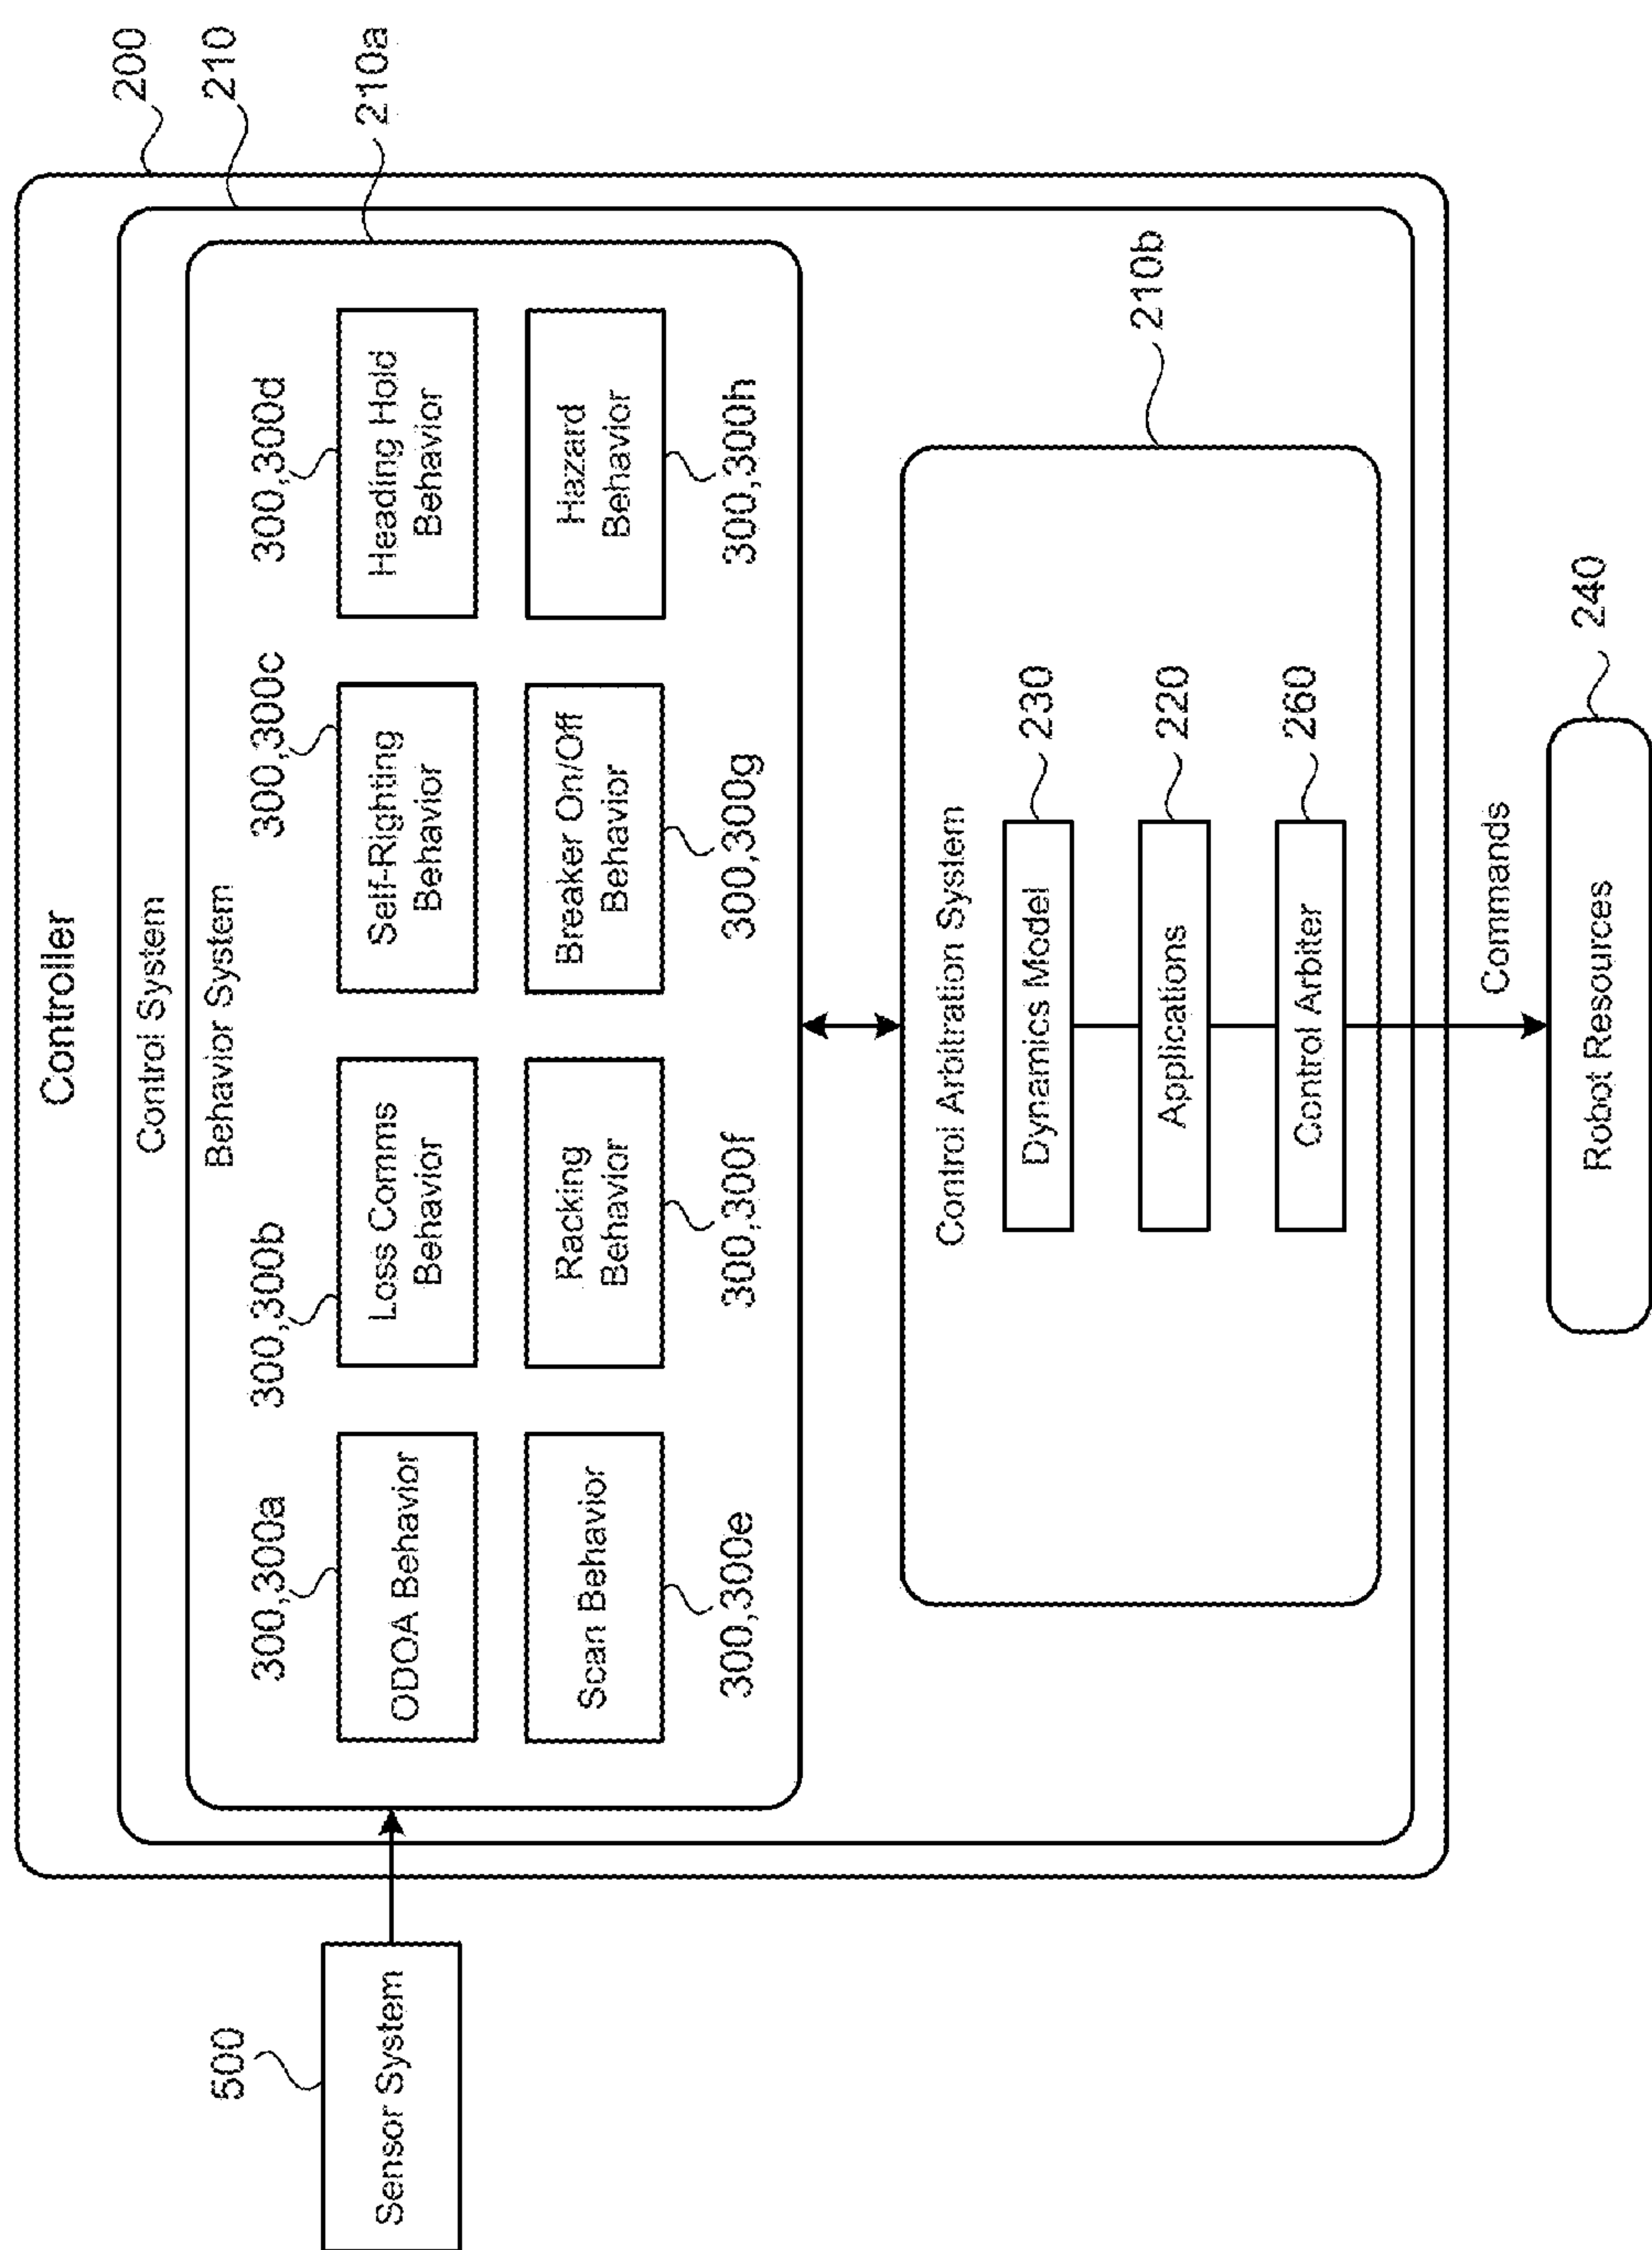 Controller
200
Control System
210
Behavior System
210a
300,300a
300,300b
300,300c
300,300d
ODOA Behavior
Loss Comms
Behavior
Self-Righting
Behavior
Heading Hold
Behavior
500
Sensor System
Scan Behavior
Racking
Behavior
Breaker On/Off
Behavior
Hazard
Behavior
300,300e
300,300f
300,300g
300,300h
210b
Control Arbitration System
Dynamics Model
230
Applications
220
Control Arbiter
260
Commands
Robot Resources
240